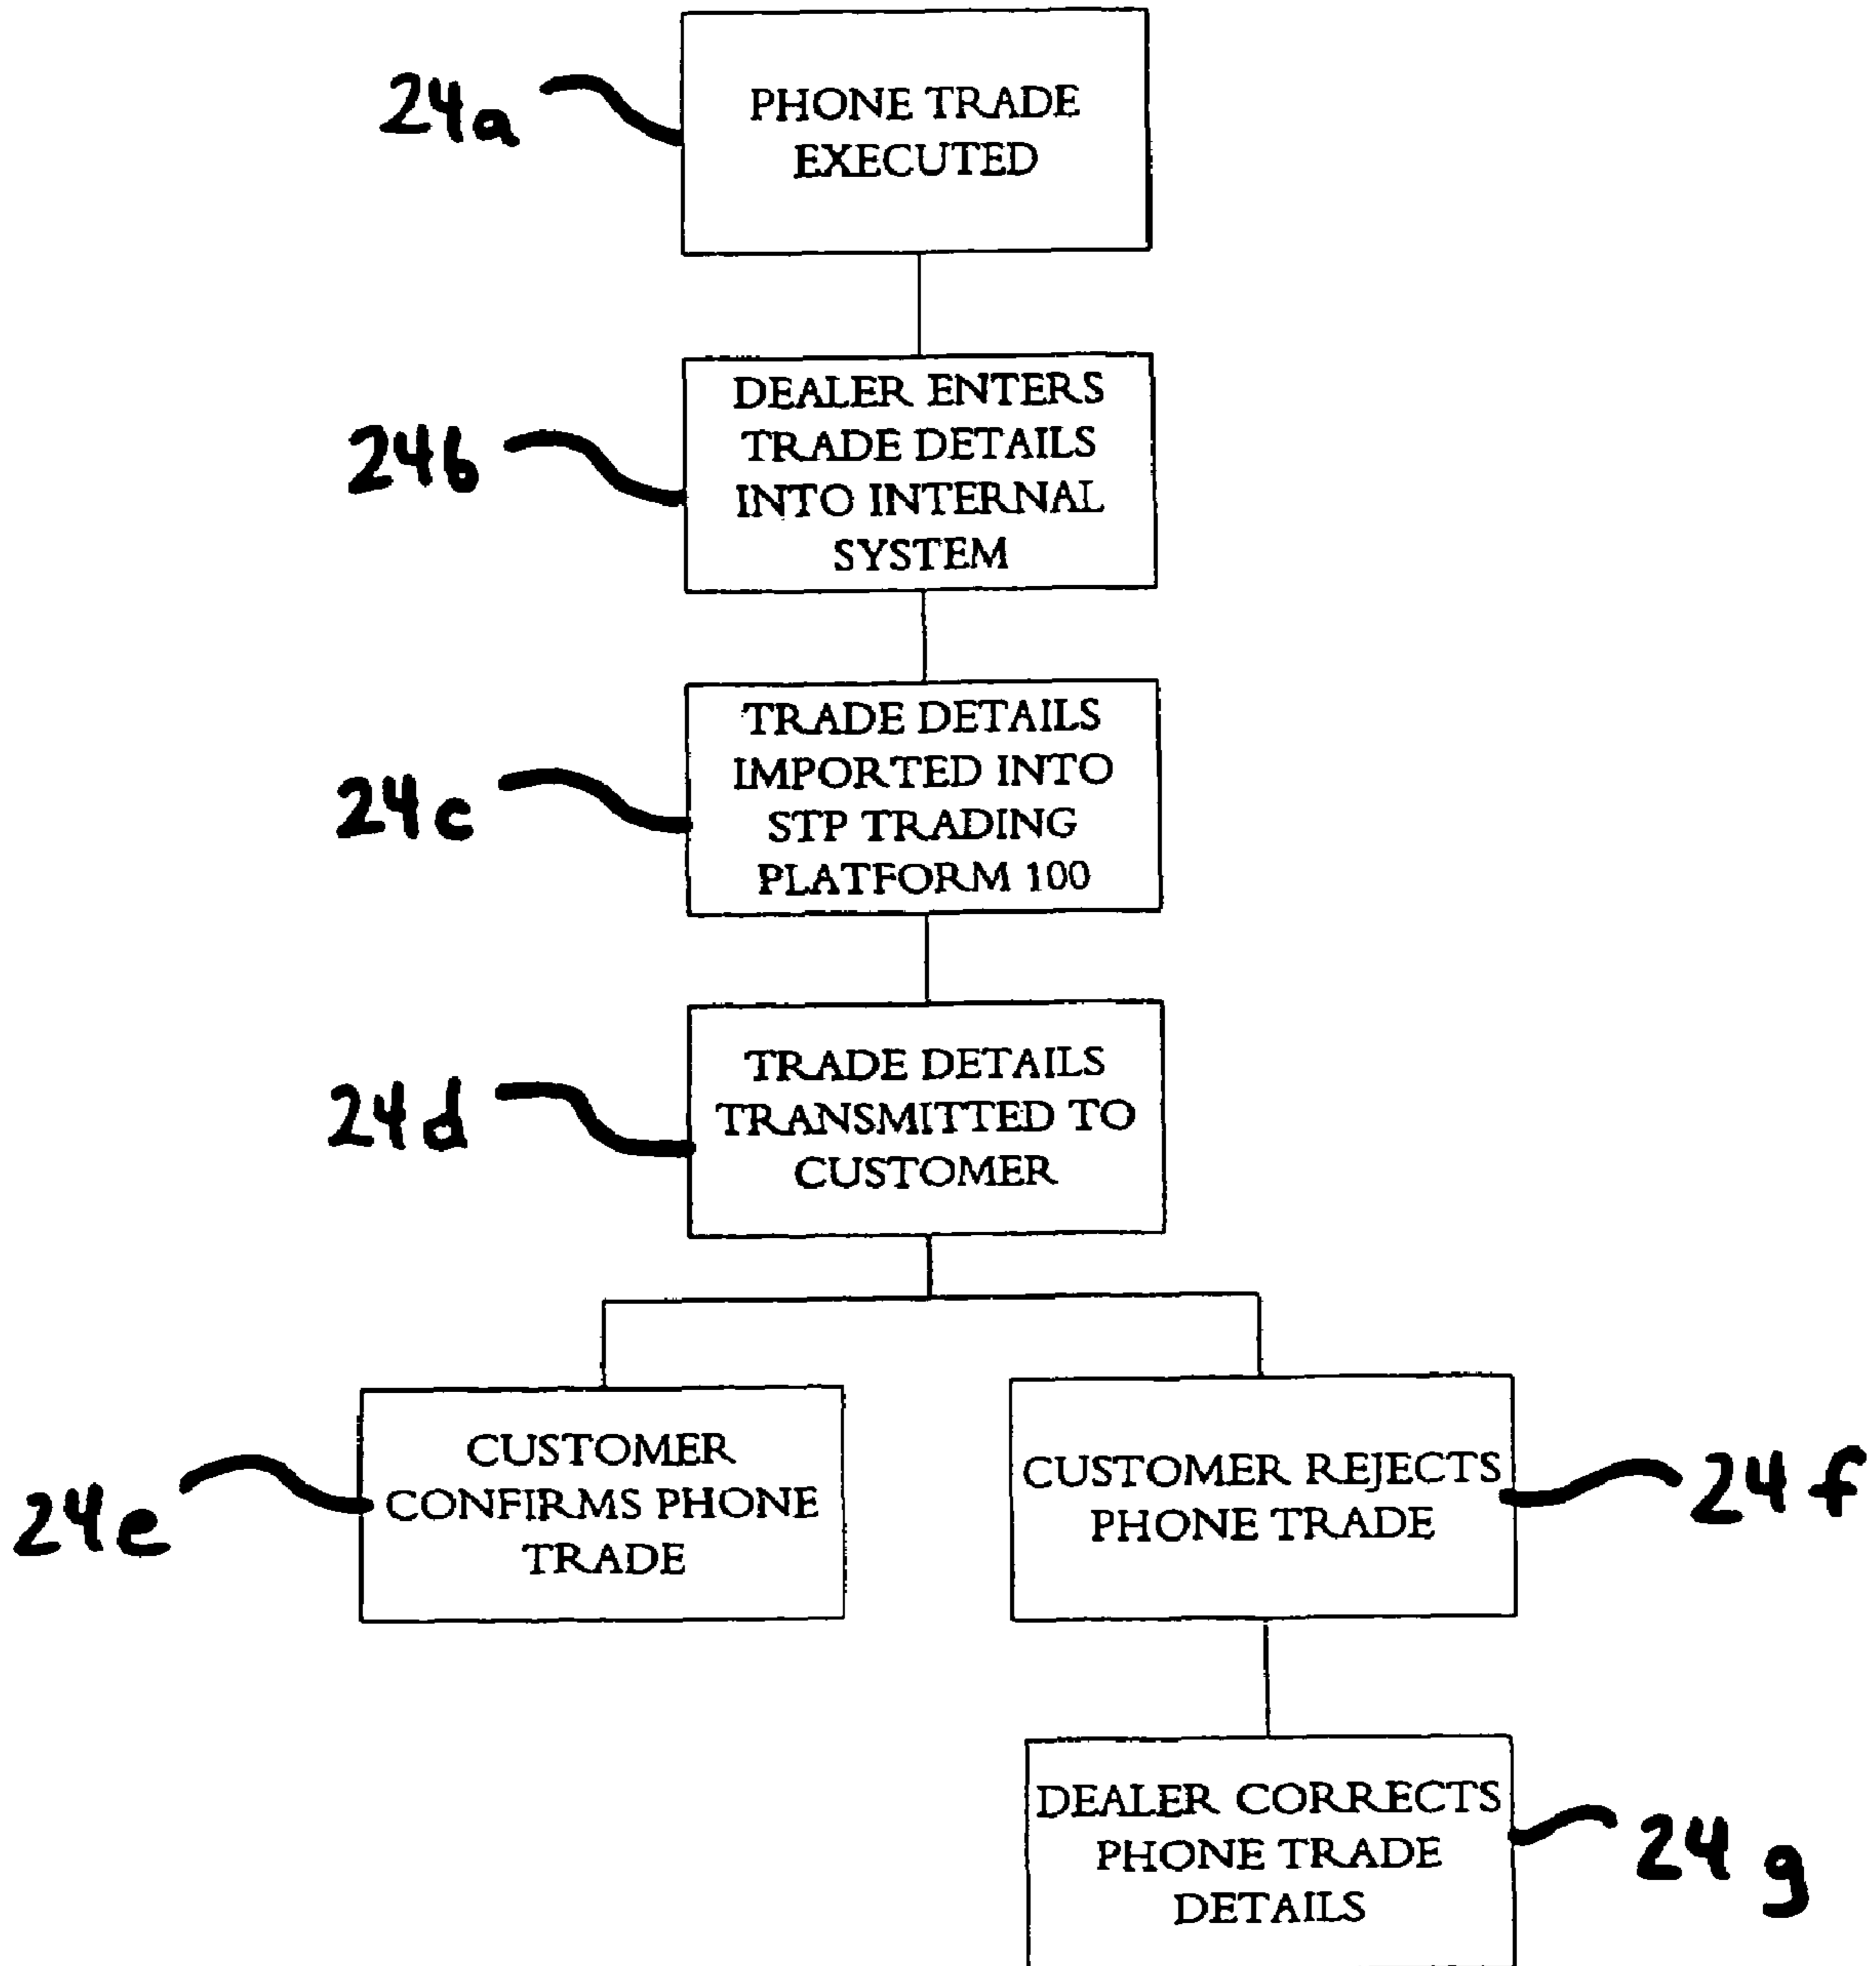 24a
PHONE TRADE
EXECUTED
24b
DEALER ENTERS
TRADE DETAILS
INTO INTERNAL
SYSTEM
24c
TRADE DETAILS
IMPORTED INTO
STP TRADING
PLATFORM 100
24d
TRADE DETAILS
TRANSMITTED TO
CUSTOMER
24e
CUSTOMER
CONFIRMS PHONE
TRADE
CUSTOMER REJECTS
PHONE TRADE
24f
DEALER CORRECTS
PHONE TRADE
DETAILS
24g